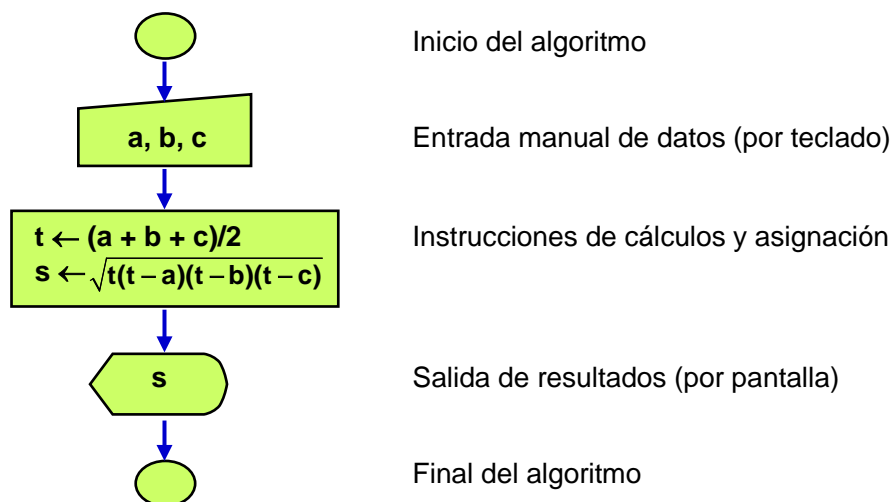 Inicio del algoritmo
a, b, c
Entrada manual de datos (por teclado)
t ← (a + b + c)/2
Instrucciones de cálculos y asignación
s ← √t(t – a)(t – b)(t – c)
s
Salida de resultados (por pantalla)
Final del algoritmo